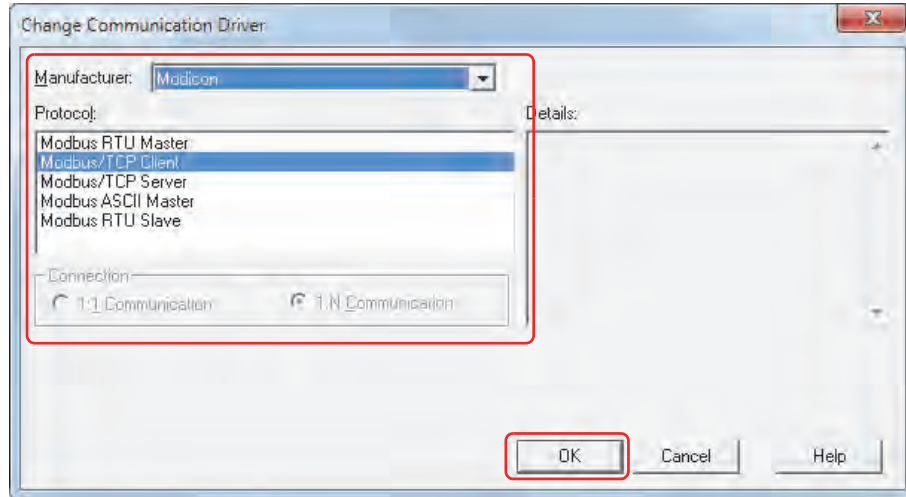 Change Communication Driver
Manufacturer: Modicon
Protocol:
Details:
Modbus RTU Master
Modbus/TCP Client
Modbus/TCP Server
Modbus ASCII Master
Modbus RTU Slave
Connection
1:1 Communication
1:N Communication
OK
Cancel
Help